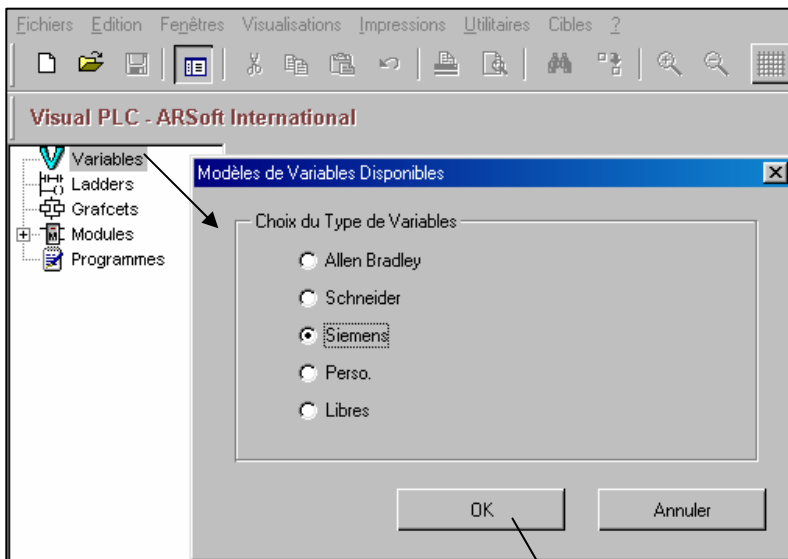 Fichiers Edition Fenêtres Visualisations Impressions Utilitaires Cibles ?
Visual PLC - ARSoft International
Variables
Ladders
Grafcets
Modules
Programmes
Modèles de Variables Disponibles
Choix du Type de Variables
Allen Bradley
Schneider
Siemens
Perso.
Libres
OK Annuler